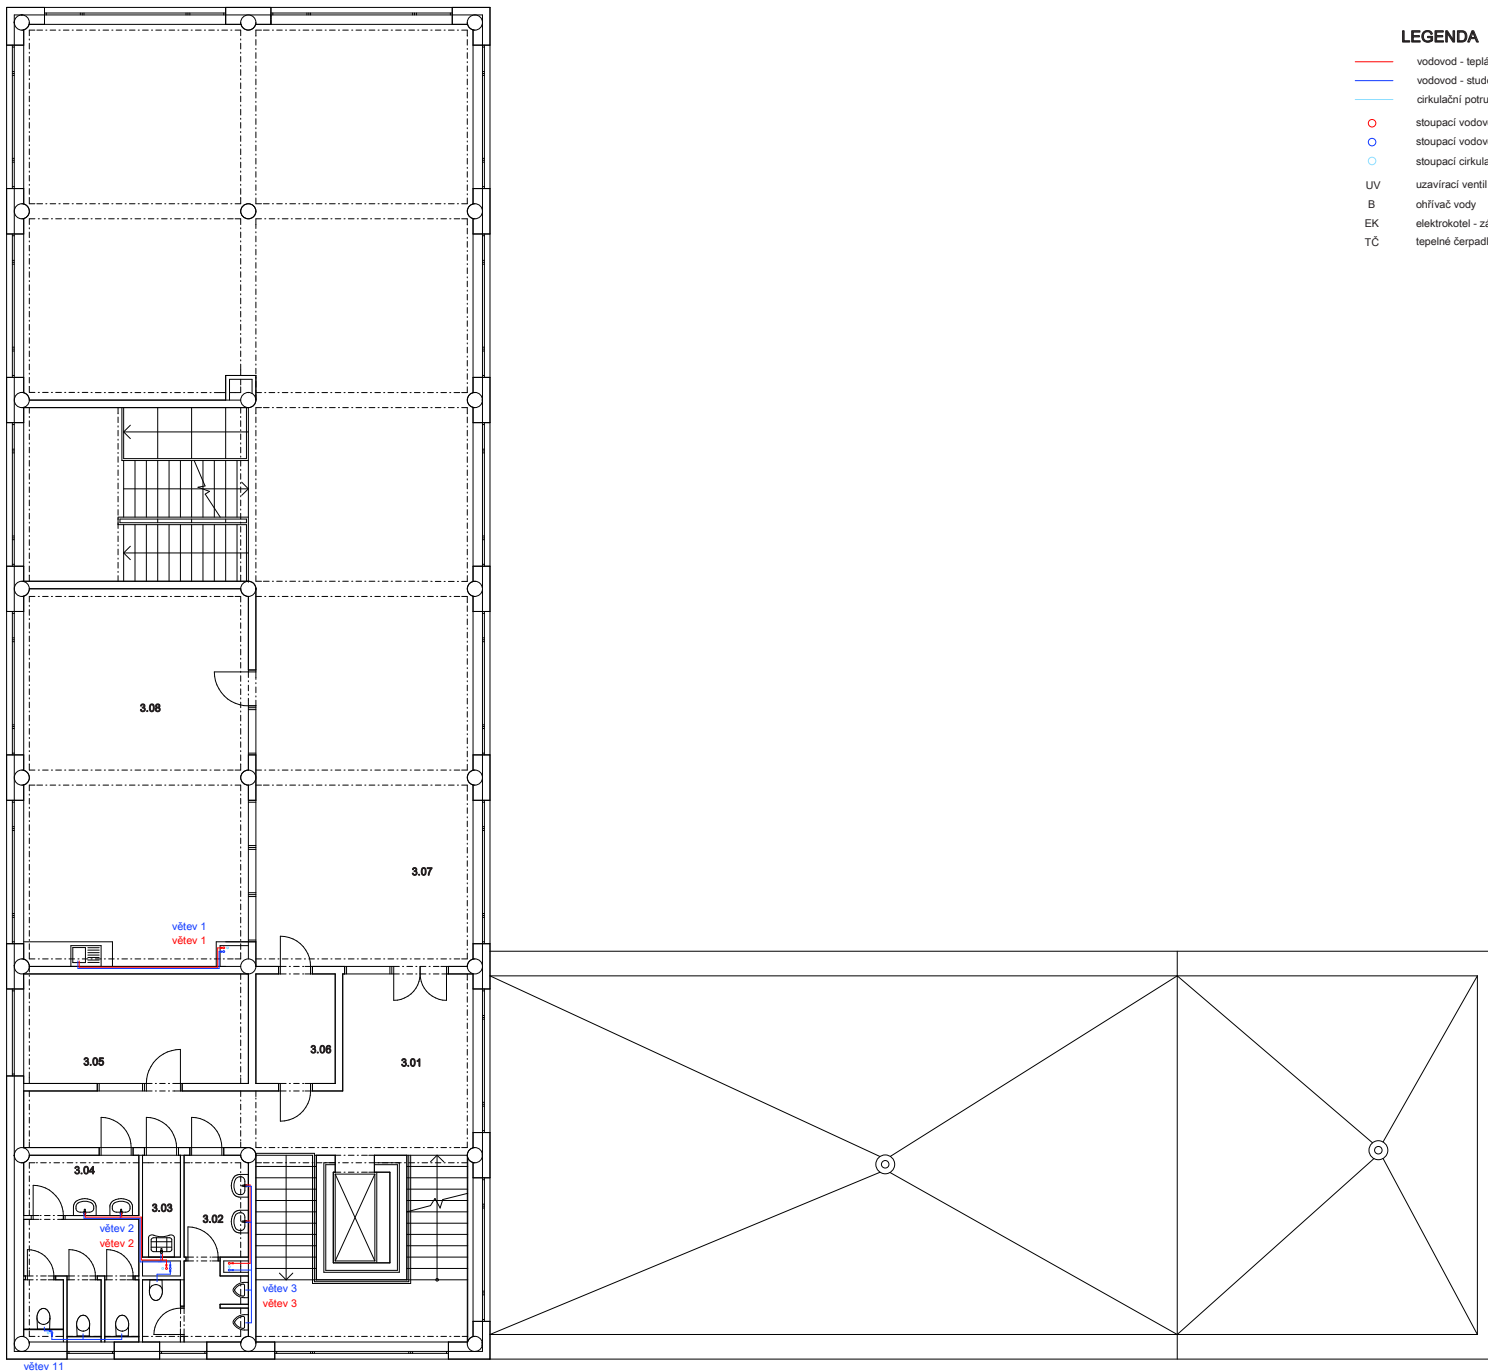 LEGENDA
vodovod - teplá
vodovod - stud
cirkulační potru
stoupací vodov
stoupací vodov
stoupací cirkula
UV uzavírací ventil
B ohřívač vody
EK elektrokotel - zá
TČ tepelné čerpadl
3.08
3.07
větev 1
větev 1
3.05
3.06
3.01
3.04
3.03
3.02
větev 2
větev 2
větev 3
větev 3
větev 11